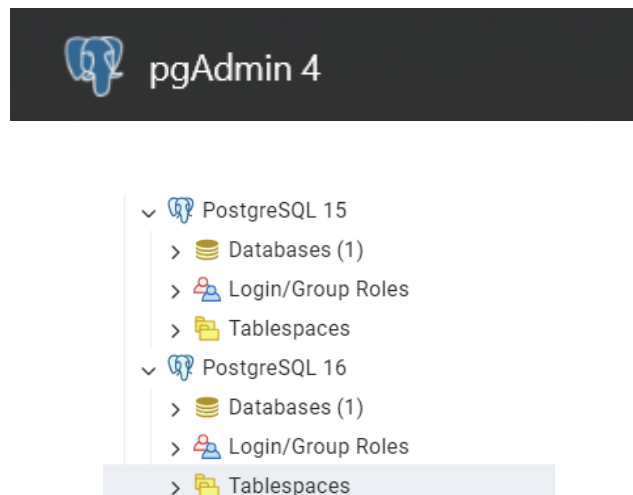 pgAdmin 4
PostgreSQL 15
Databases (1)
Login/Group Roles
Tablespaces
PostgreSQL 16
Databases (1)
Login/Group Roles
Tablespaces